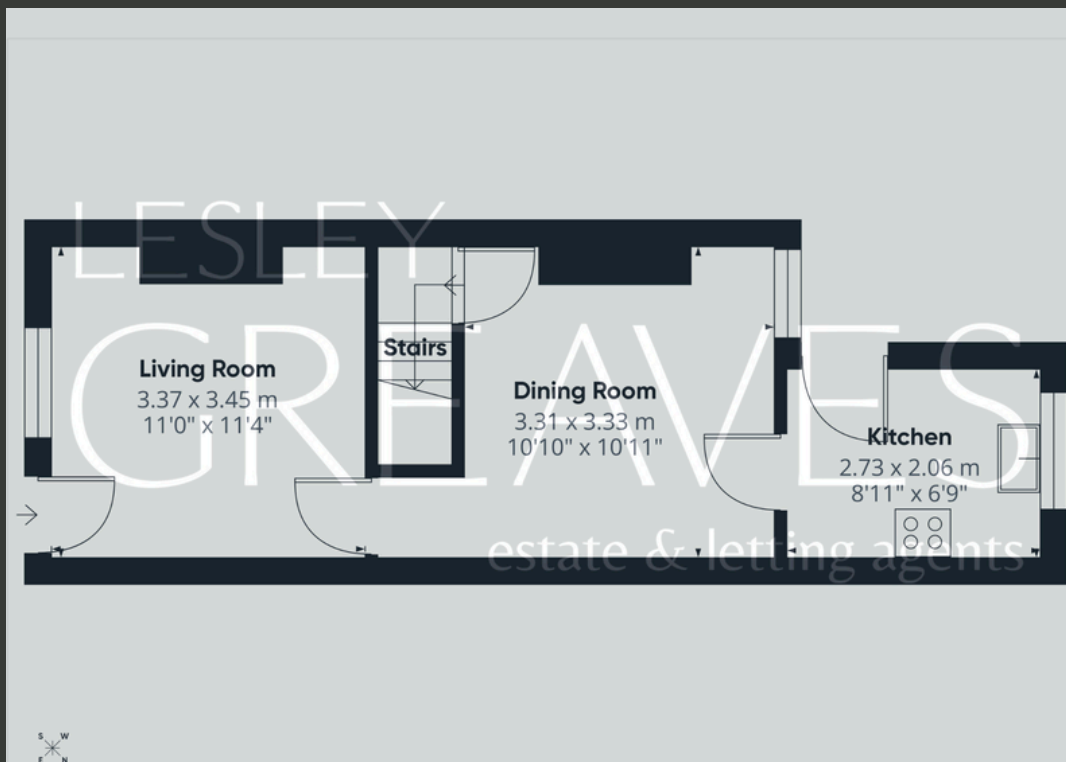 LESLEY
GREAVES
estate & letting agents
Living Room
3.37 x 3.45 m
11'0" x 11'4"
Stairs
Dining Room
3.31 x 3.33 m
10'10" x 10'11"
Kitchen
2.73 x 2.06 m
8'11" x 6'9"
S W
E N